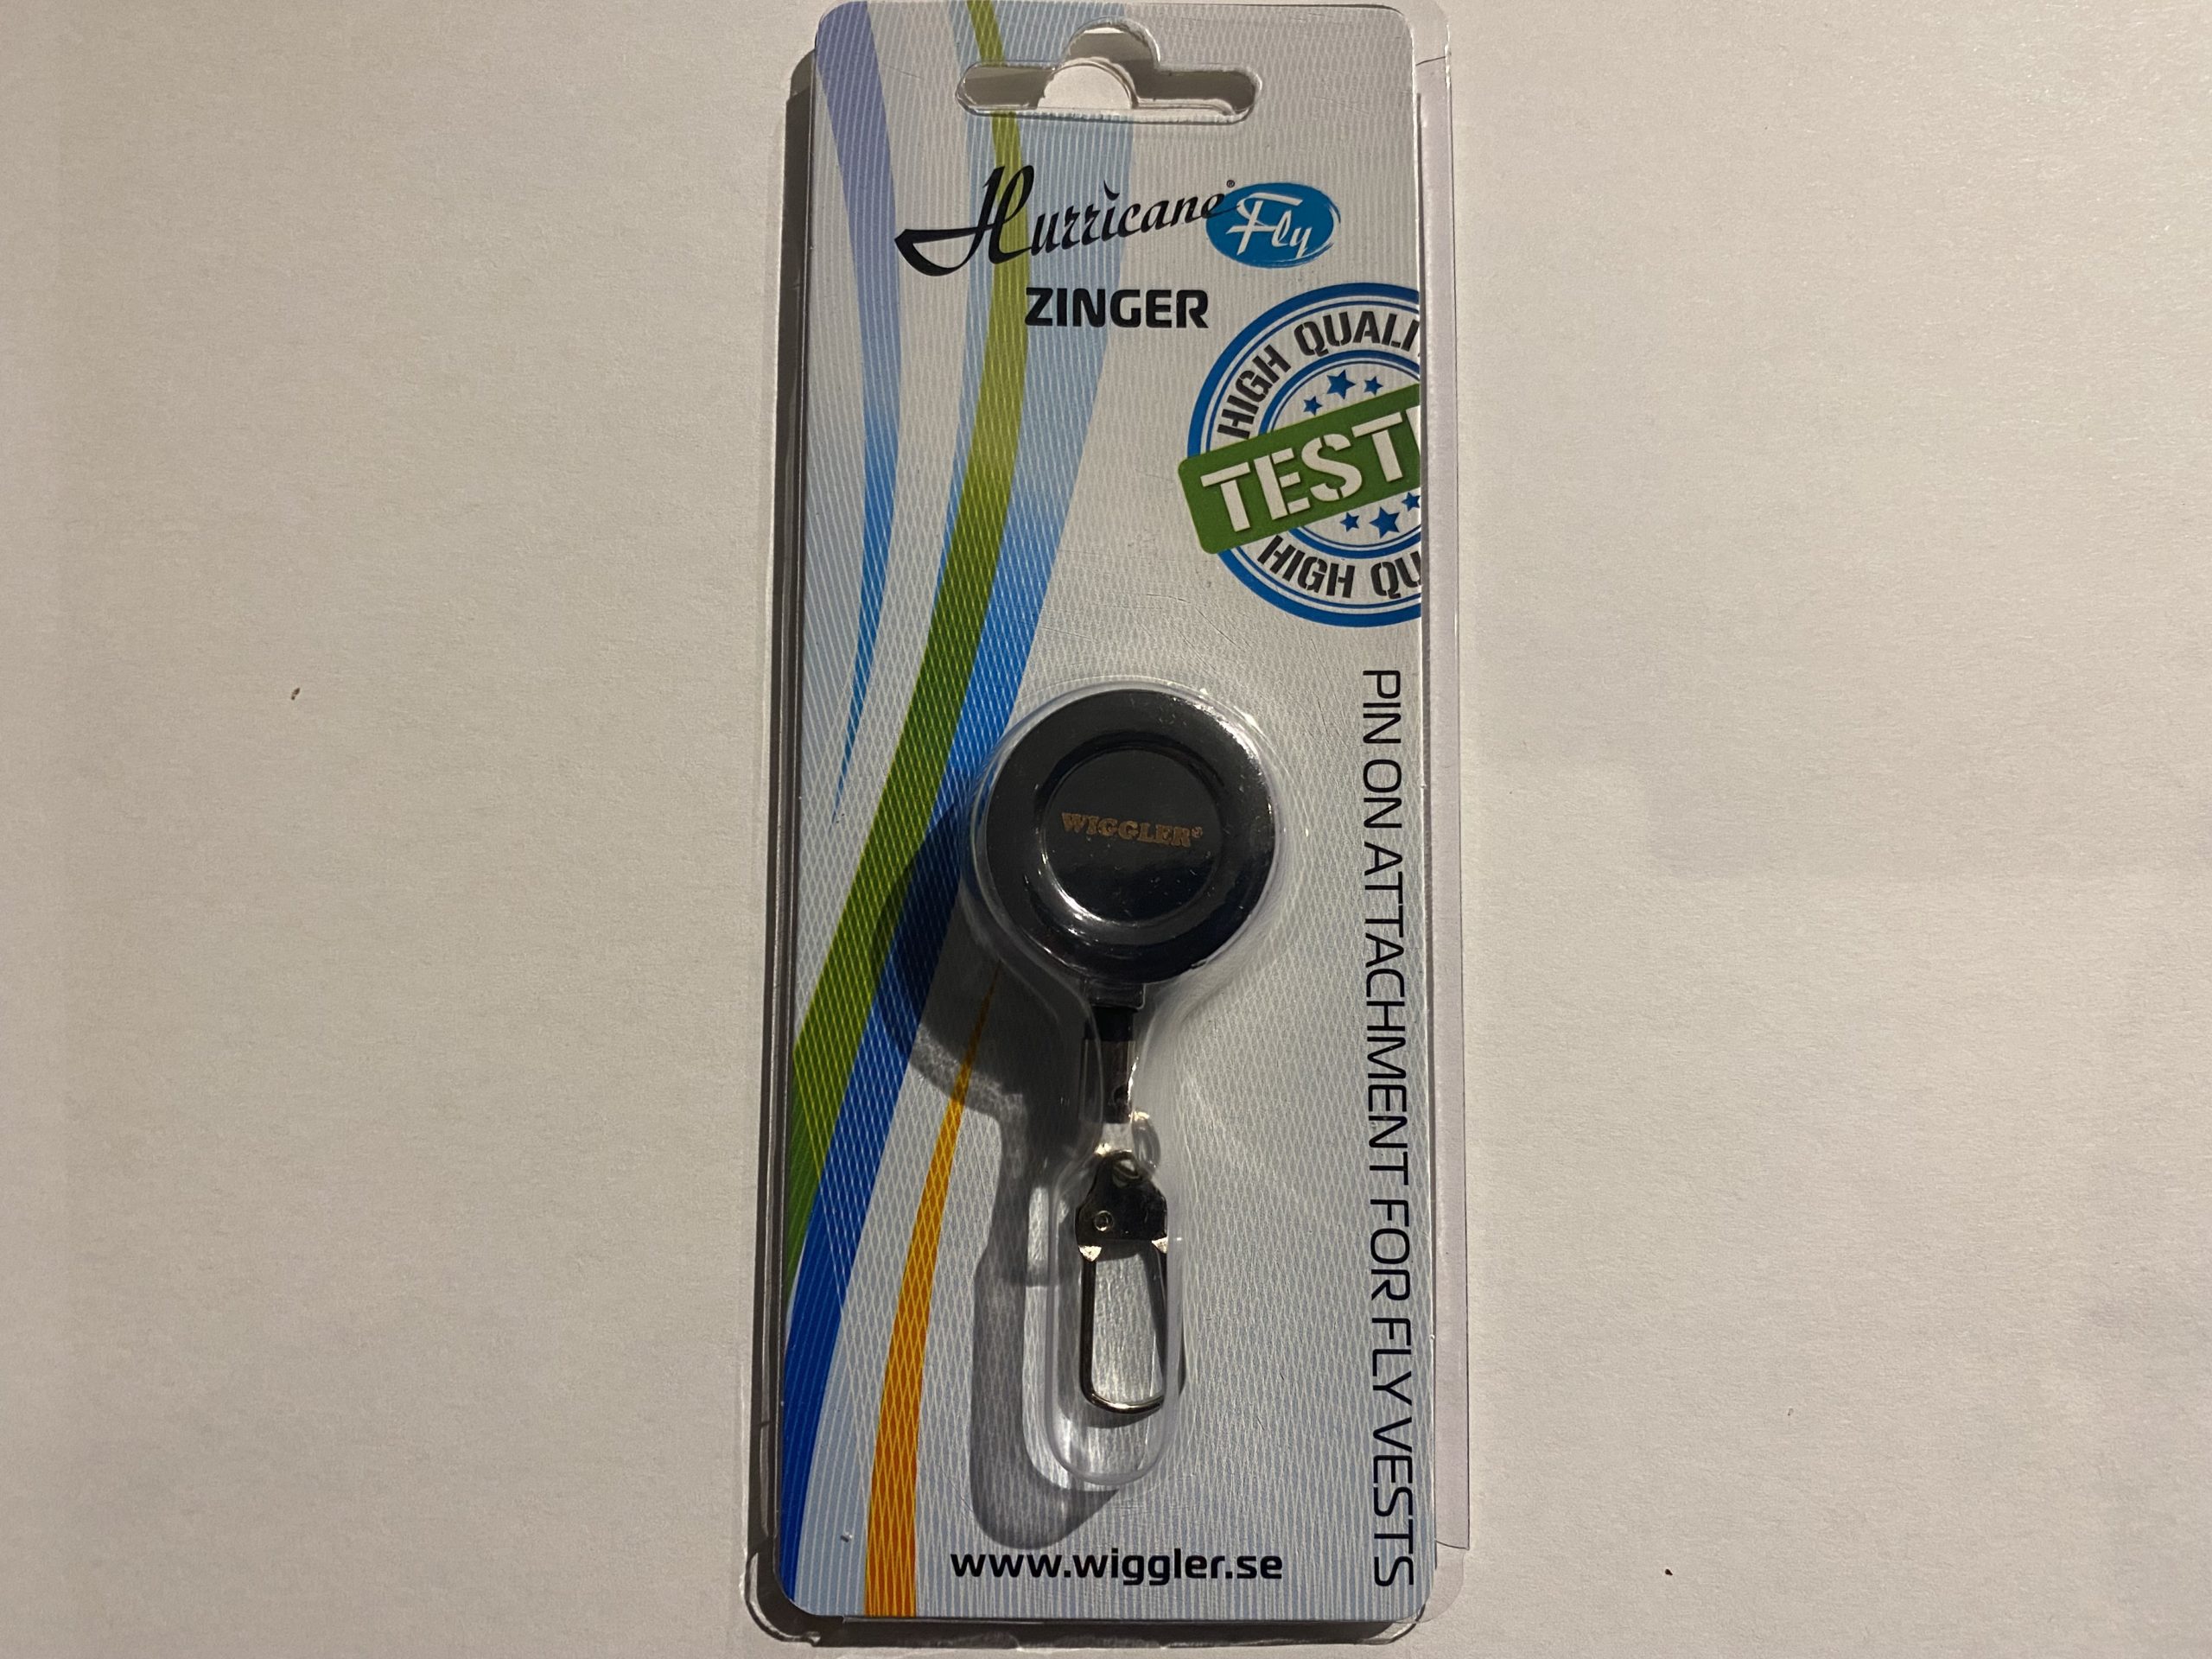 Hurricane® Fly
ZINGER
HIGH QUALI
TEST
HIGH QU
WIGGLER®
PIN ON ATTACHMENT FOR FLY VESTS
www.wiggler.se